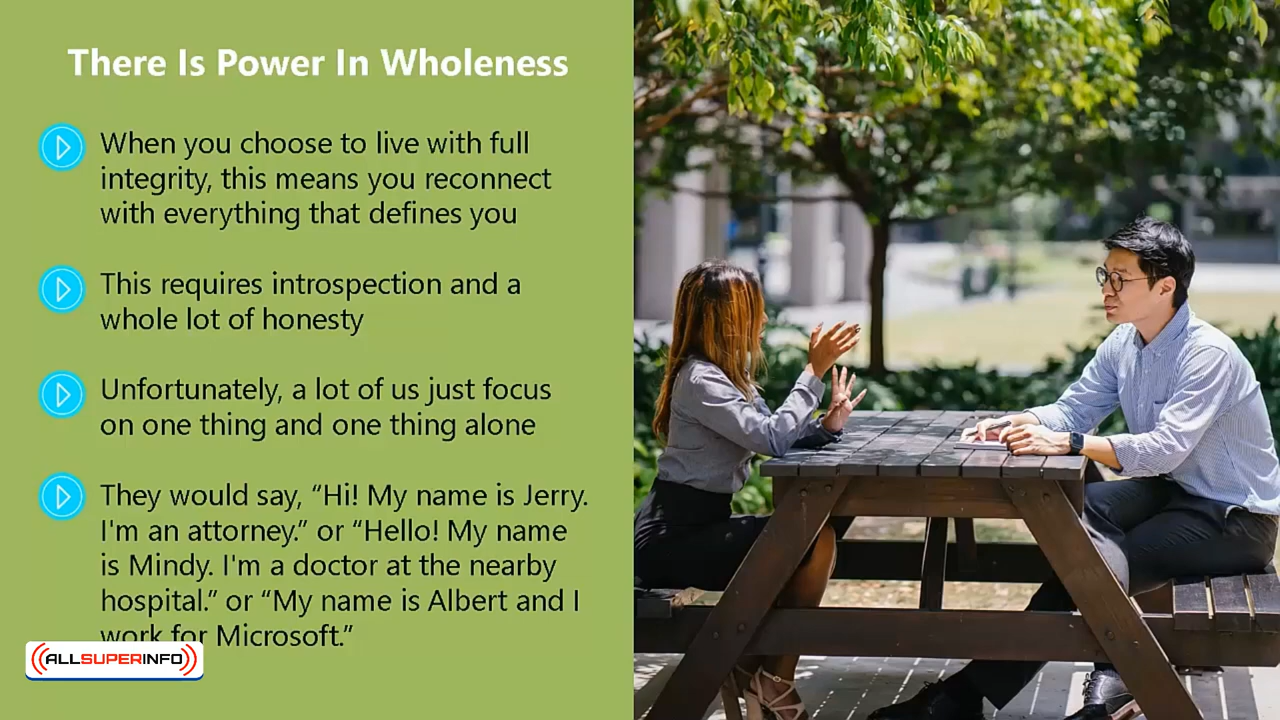 There Is Power In Wholeness
When you choose to live with full
integrity, this means you reconnect
with everything that defines you
This requires introspection and a
whole lot of honesty
Unfortunately, a lot of us just focus
on one thing and one thing alone
They would say, “Hi! My name is Jerry.
I'm an attorney.” or “Hello! My name
is Mindy. I'm a doctor at the nearby
hospital.” or “My name is Albert and I
work for Microsoft.”
ALLSUPERINFO